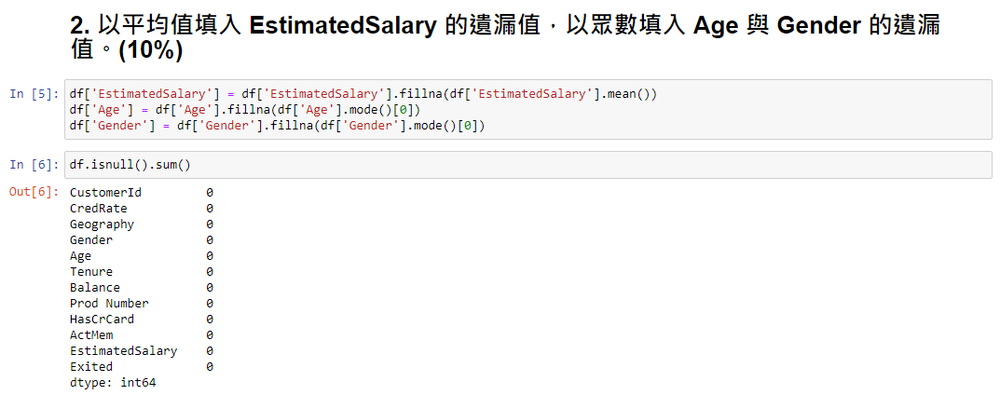 2. 以平均值填入 EstimatedSalary 的遺漏值，以眾數填入 Age 與 Gender 的遺漏
值。(10%)
In [5]: df['EstimatedSalary'] = df['EstimatedSalary'].fillna(df['EstimatedSalary'].mean())
df['Age'] = df['Age'].fillna(df['Age'].mode()[0])
df['Gender'] = df['Gender'].fillna(df['Gender'].mode()[0])
In [6]: df.isnull().sum()
Out[6]: CustomerId 0
CredRate 0
Geography 0
Gender 0
Age 0
Tenure 0
Balance 0
Prod Number 0
HasCrCard 0
ActMem 0
EstimatedSalary 0
Exited 0
dtype: int64